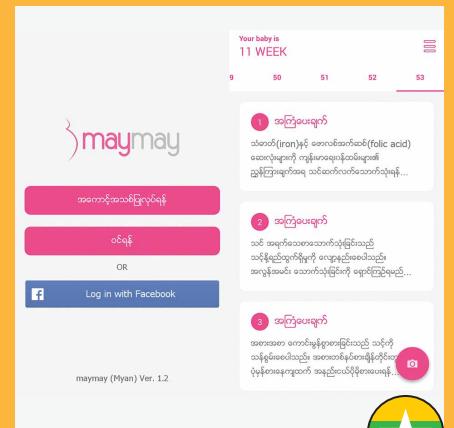 maymay
အကောင့်အသစ်ပြုလုပ်ရန်
ဝင်ရန်
OR
Log in with Facebook
maymay (Myan) Ver. 1.2
Your baby is
11 WEEK
9 50 51 52 53
1 အကြံပေးချက်
သံဓာတ်(iron)နှင့် ဖောလစ်အက်ဆစ်(folic acid)
ဆေးလုံးများကို ကျန်းမာရေးဝန်ထမ်းများ၏
ညွှန်ကြားချက်အရ သင်ဆက်လက်သောက်သုံးရန်...
2 အကြံပေးချက်
သင် အရက်သေစာသောက်သုံးခြင်းသည်
သင့်နို့ရည်ထွက်ရှိမှုကို လျော့နည်းစေပါသည်။
အလွန်အမင်း သောက်သုံးခြင်းကို ရှောင်ကြဉ်ရမည်...
3 အကြံပေးချက်
အစားအစာ ကောင်းမွန်စွာစားခြင်းသည် သင့်ကို
သန်စွမ်းစေပါသည်။ အစားတစ်နပ်စားချိန်တိုင်း
ပုံမှန်စားနေကျထက် အနည်းငယ်ပိုမိုစားပေးရန်...